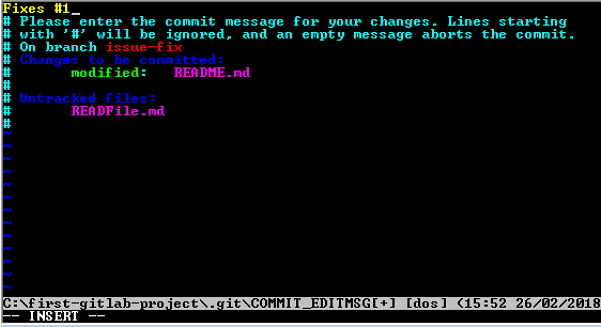 Fixes #1_
# Please enter the commit message for your changes. Lines starting
# with '#' will be ignored, and an empty message aborts the commit.
# On branch issue-fix
# Changes to be committed:
#       modified:   README.md
#
# Untracked files:
#       READFile.md
#
~
~
~
~
~
~
~
~
~
~
~
~
~
C:\first-gitlab-project\.git\COMMIT_EDITMSG[+] [dos] (15:52 26/02/2018
-- INSERT --